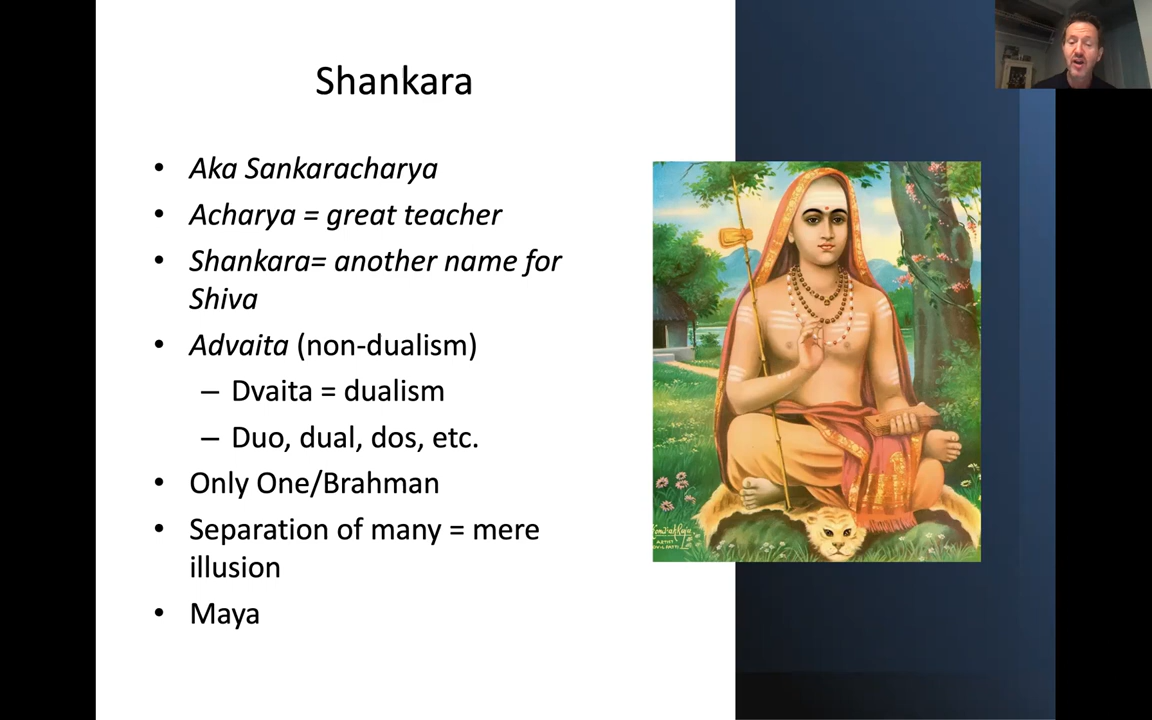 Shankara
• Aka Sankaracharya
• Acharya = great teacher
• Shankara= another name for
Shiva
• Advaita (non-dualism)
– Dvaita = dualism
– Duo, dual, dos, etc.
• Only One/Brahman
• Separation of many = mere
illusion
• Maya
ARTIST